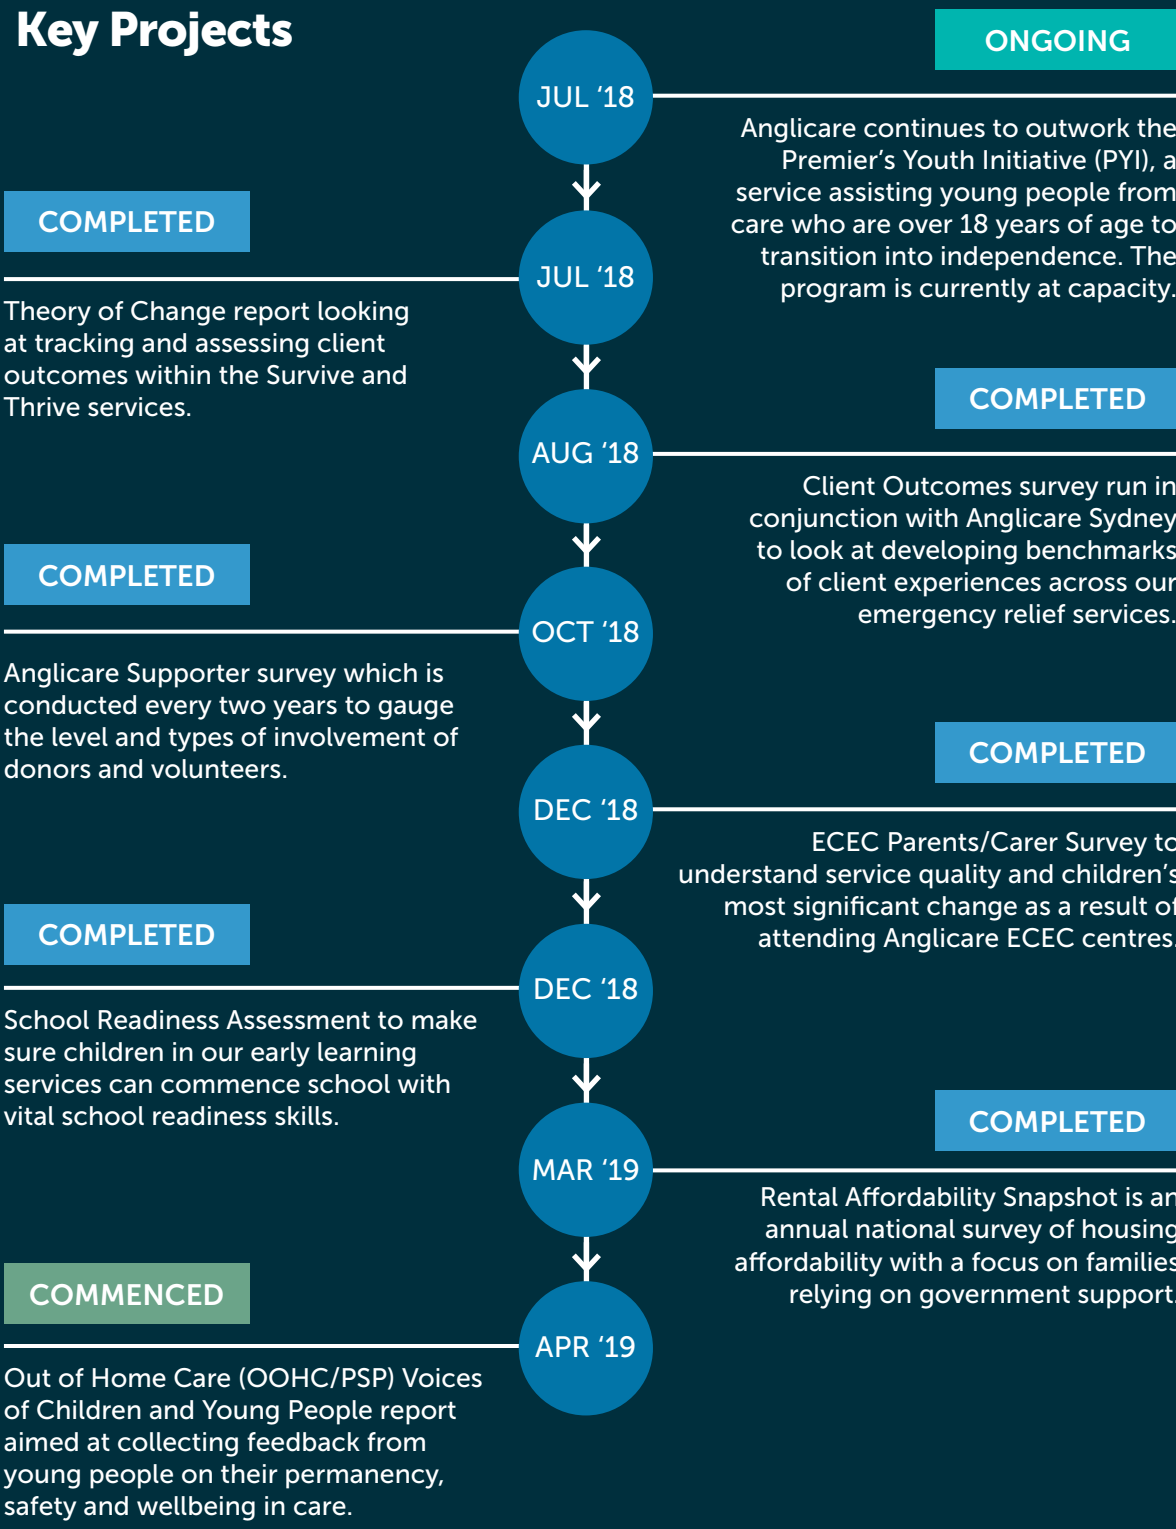 Key Projects
ONGOING
JUL ‘18
Anglicare continues to outwork the
Premier’s Youth Initiative (PYI), a
service assisting young people from
care who are over 18 years of age to
transition into independence. The
program is currently at capacity.
COMPLETED
JUL ‘18
Theory of Change report looking
at tracking and assessing client
outcomes within the Survive and
Thrive services.
COMPLETED
AUG ‘18
Client Outcomes survey run in
conjunction with Anglicare Sydney
to look at developing benchmarks
of client experiences across our
emergency relief services.
COMPLETED
OCT ‘18
Anglicare Supporter survey which is
conducted every two years to gauge
the level and types of involvement of
donors and volunteers.
COMPLETED
DEC ‘18
ECEC Parents/Carer Survey to
understand service quality and children’s
most significant change as a result of
attending Anglicare ECEC centres.
COMPLETED
DEC ‘18
School Readiness Assessment to make
sure children in our early learning
services can commence school with
vital school readiness skills.
COMPLETED
MAR ‘19
Rental Affordability Snapshot is an
annual national survey of housing
affordability with a focus on families
relying on government support.
COMMENCED
APR ‘19
Out of Home Care (OOHC/PSP) Voices
of Children and Young People report
aimed at collecting feedback from
young people on their permanency,
safety and wellbeing in care.